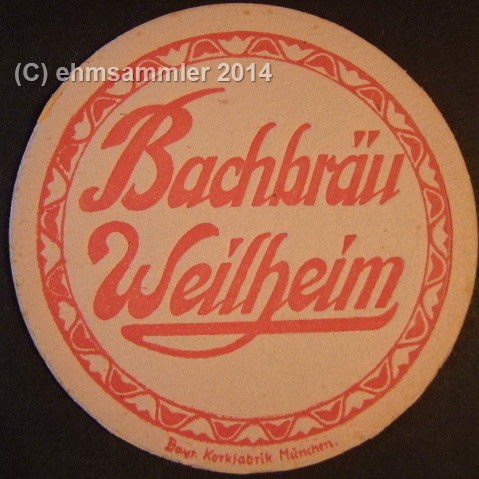 (C) ehmsammler 2014
Bachbräu
Weilheim
Bayr. Korkfabrik München.